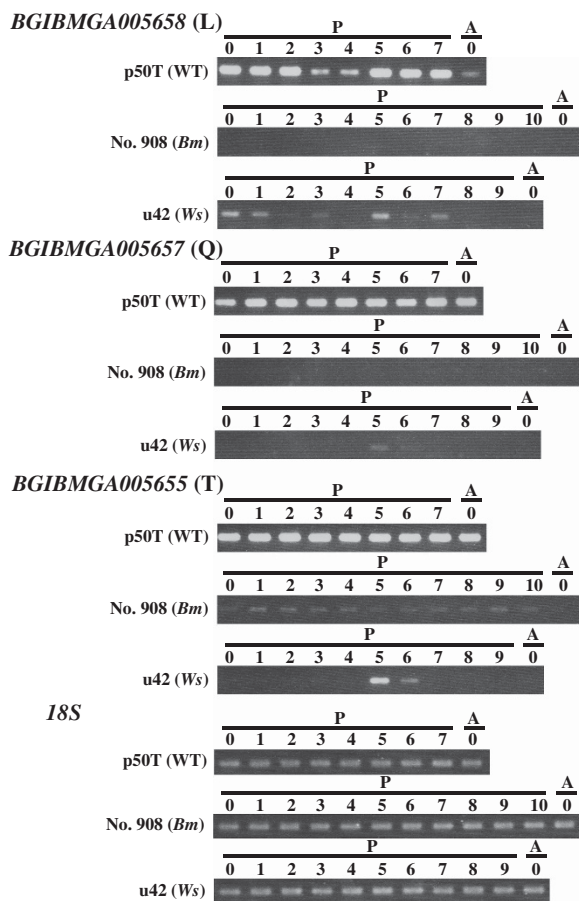 BGIBMGA005658 (L)
P A
0 1 2 3 4 5 6 7 0
p50T (WT)
P A
0 1 2 3 4 5 6 7 8 9 10 0
No. 908 (Bm)
P A
0 1 2 3 4 5 6 7 8 9 0
u42 (Ws)
BGIBMGA005657 (Q)
P A
0 1 2 3 4 5 6 7 0
p50T (WT)
P A
0 1 2 3 4 5 6 7 8 9 10 0
No. 908 (Bm)
P A
0 1 2 3 4 5 6 7 8 9 0
u42 (Ws)
BGIBMGA005655 (T)
P A
0 1 2 3 4 5 6 7 0
p50T (WT)
P A
0 1 2 3 4 5 6 7 8 9 10 0
No. 908 (Bm)
P A
0 1 2 3 4 5 6 7 8 9 0
u42 (Ws)
18S
P A
0 1 2 3 4 5 6 7 0
p50T (WT)
P A
0 1 2 3 4 5 6 7 8 9 10 0
No. 908 (Bm)
P A
0 1 2 3 4 5 6 7 8 9 0
u42 (Ws)